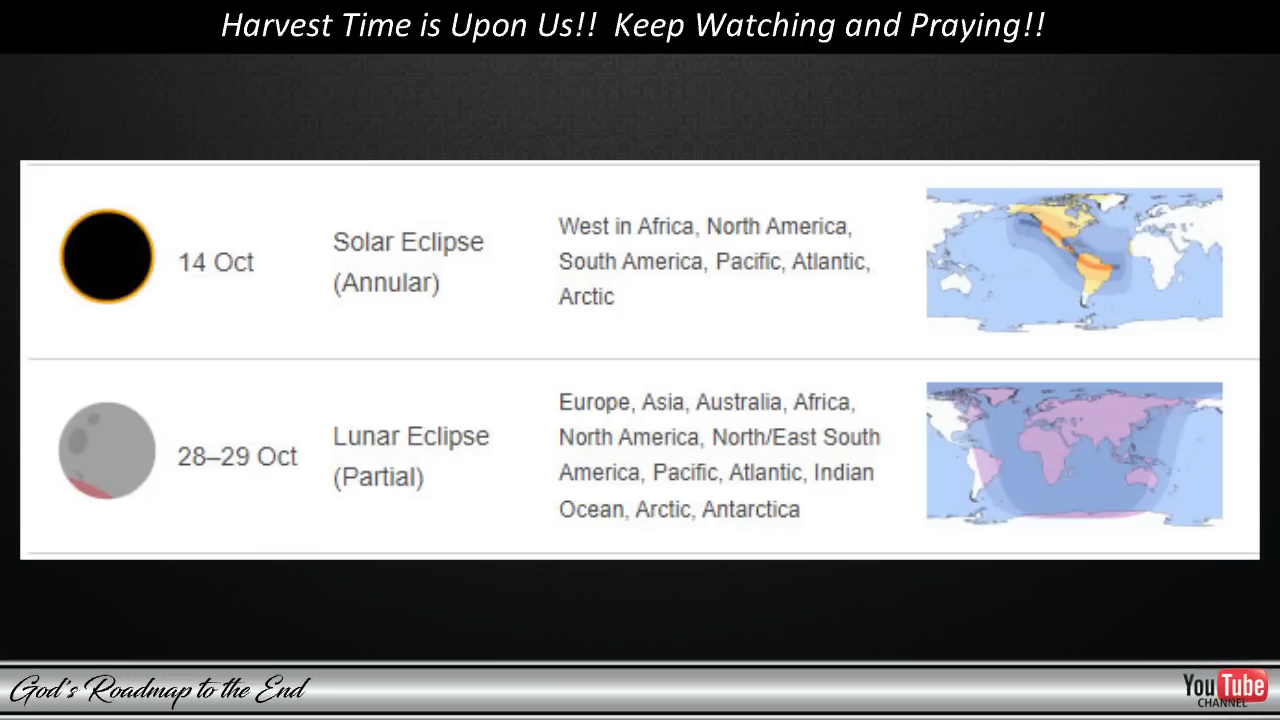 Harvest Time is Upon Us!!  Keep Watching and Praying!!
14 Oct
Solar Eclipse
(Annular)
West in Africa, North America,
South America, Pacific, Atlantic,
Arctic
28–29 Oct
Lunar Eclipse
(Partial)
Europe, Asia, Australia, Africa,
North America, North/East South
America, Pacific, Atlantic, Indian
Ocean, Arctic, Antarctica
God's Roadmap to the End
YouTube
CHANNEL